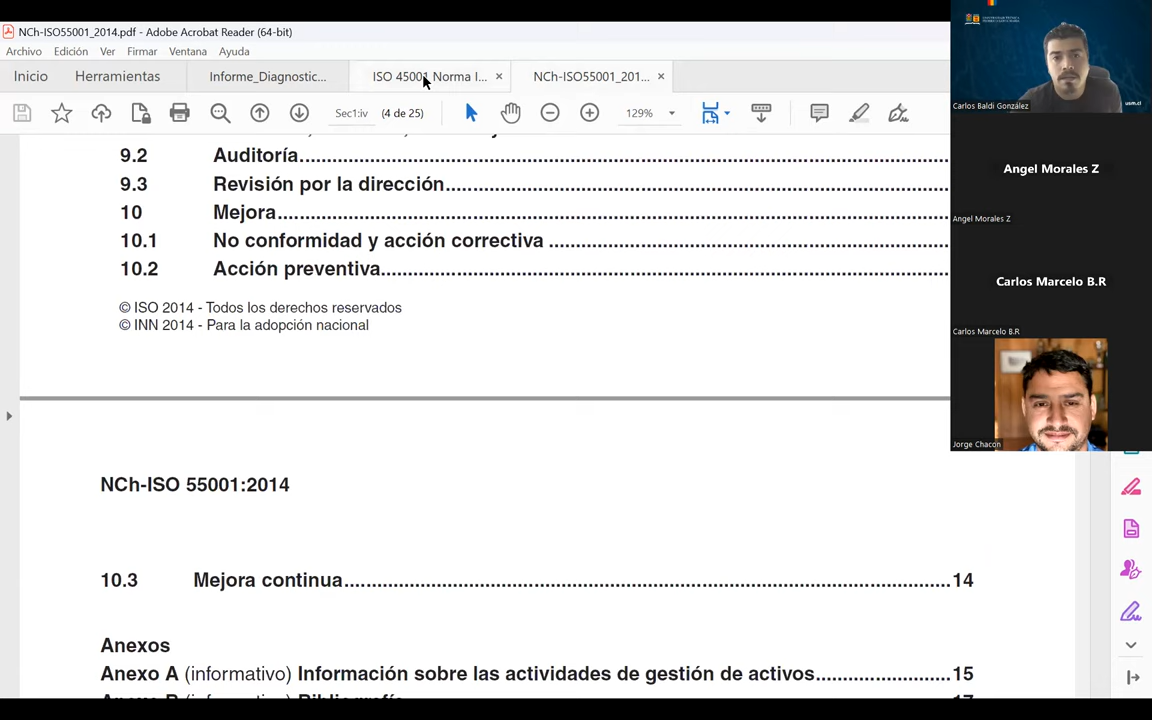 NCh-ISO55001_2014.pdf - Adobe Acrobat Reader (64-bit)
Archivo Edición Ver Firmar Ventana Ayuda
Inicio Herramientas Informe_Diagnostic... ISO 45001 Norma I... × NCh-ISO55001_201... ×
Sec1:iv (4 de 25) 129%
9.2 Auditoría
9.3 Revisión por la dirección
10 Mejora
10.1 No conformidad y acción correctiva
10.2 Acción preventiva
© ISO 2014 - Todos los derechos reservados
© INN 2014 - Para la adopción nacional
NCh-ISO 55001:2014
10.3 Mejora continua 14
Anexos
Anexo A (informativo) Información sobre las actividades de gestión de activos 15
usm.cl
Carlos Baldi González
Angel Morales Z
Angel Morales Z
Carlos Marcelo B.R
Carlos Marcelo B.R
Jorge Chacon